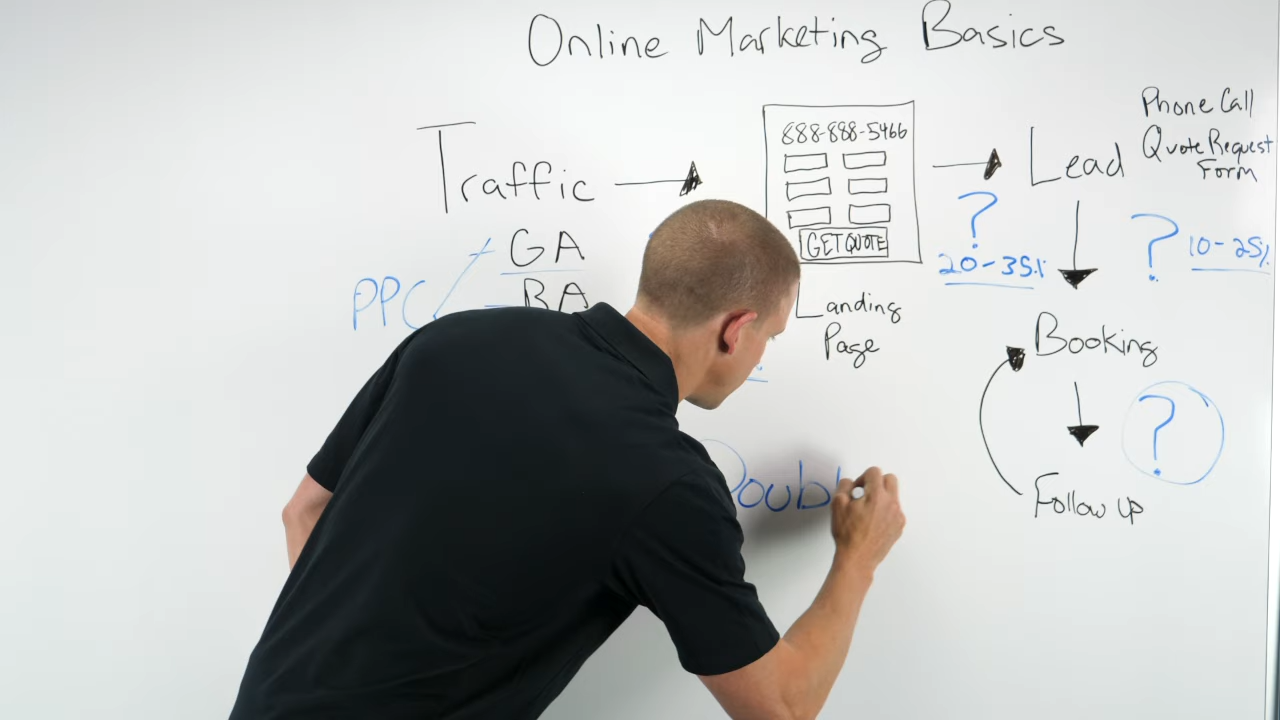 Online Marketing Basics
Traffic
GA
BA
PPC
888-888-5466
GET QUOTE
Landing
Page
Lead
Phone Call
Quote Request
Form
?
20-35%
?
10-25%
Booking
?
Follow up